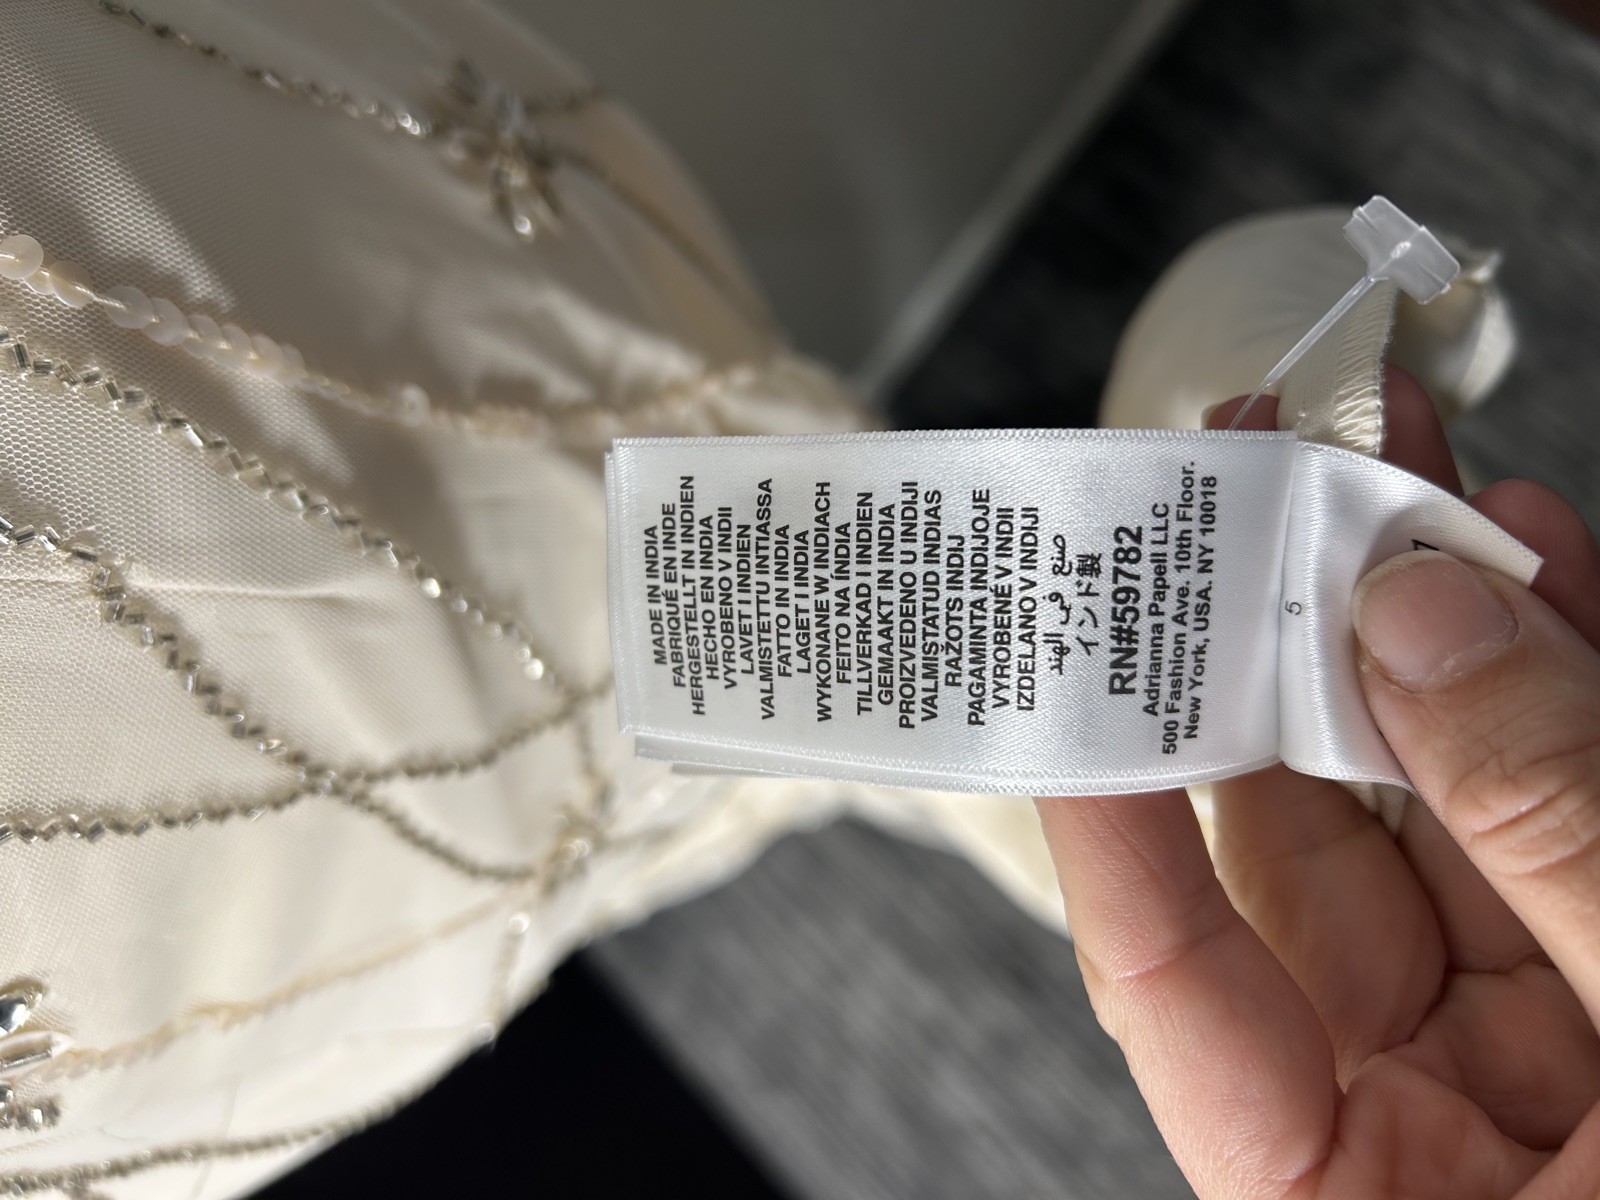 MADE IN INDIA
FABRIQUÉ EN INDE
HERGESTELLT IN INDIEN
HECHO EN INDIA
VYROBENO V INDII
LAVET I INDIEN
VALMISTETTU INTIASSA
FATTO IN INDIA
LAGET I INDIA
WYKONANE W INDIACH
FEITO NA ÍNDIA
TILLVERKAD I INDIEN
GEMAAKT IN INDIA
PROIZVEDENO U INDIJI
VALMISTATUD INDIAS
RAŽOTS INDIJ
PAGAMINTA INDIJOJE
VYROBENÉ V INDII
IZDELANO V INDIJI
صنع في الهند
インド製
RN#59782
Adrianna Papell LLC
500 Fashion Ave. 10th Floor.
New York, USA. NY 10018
5